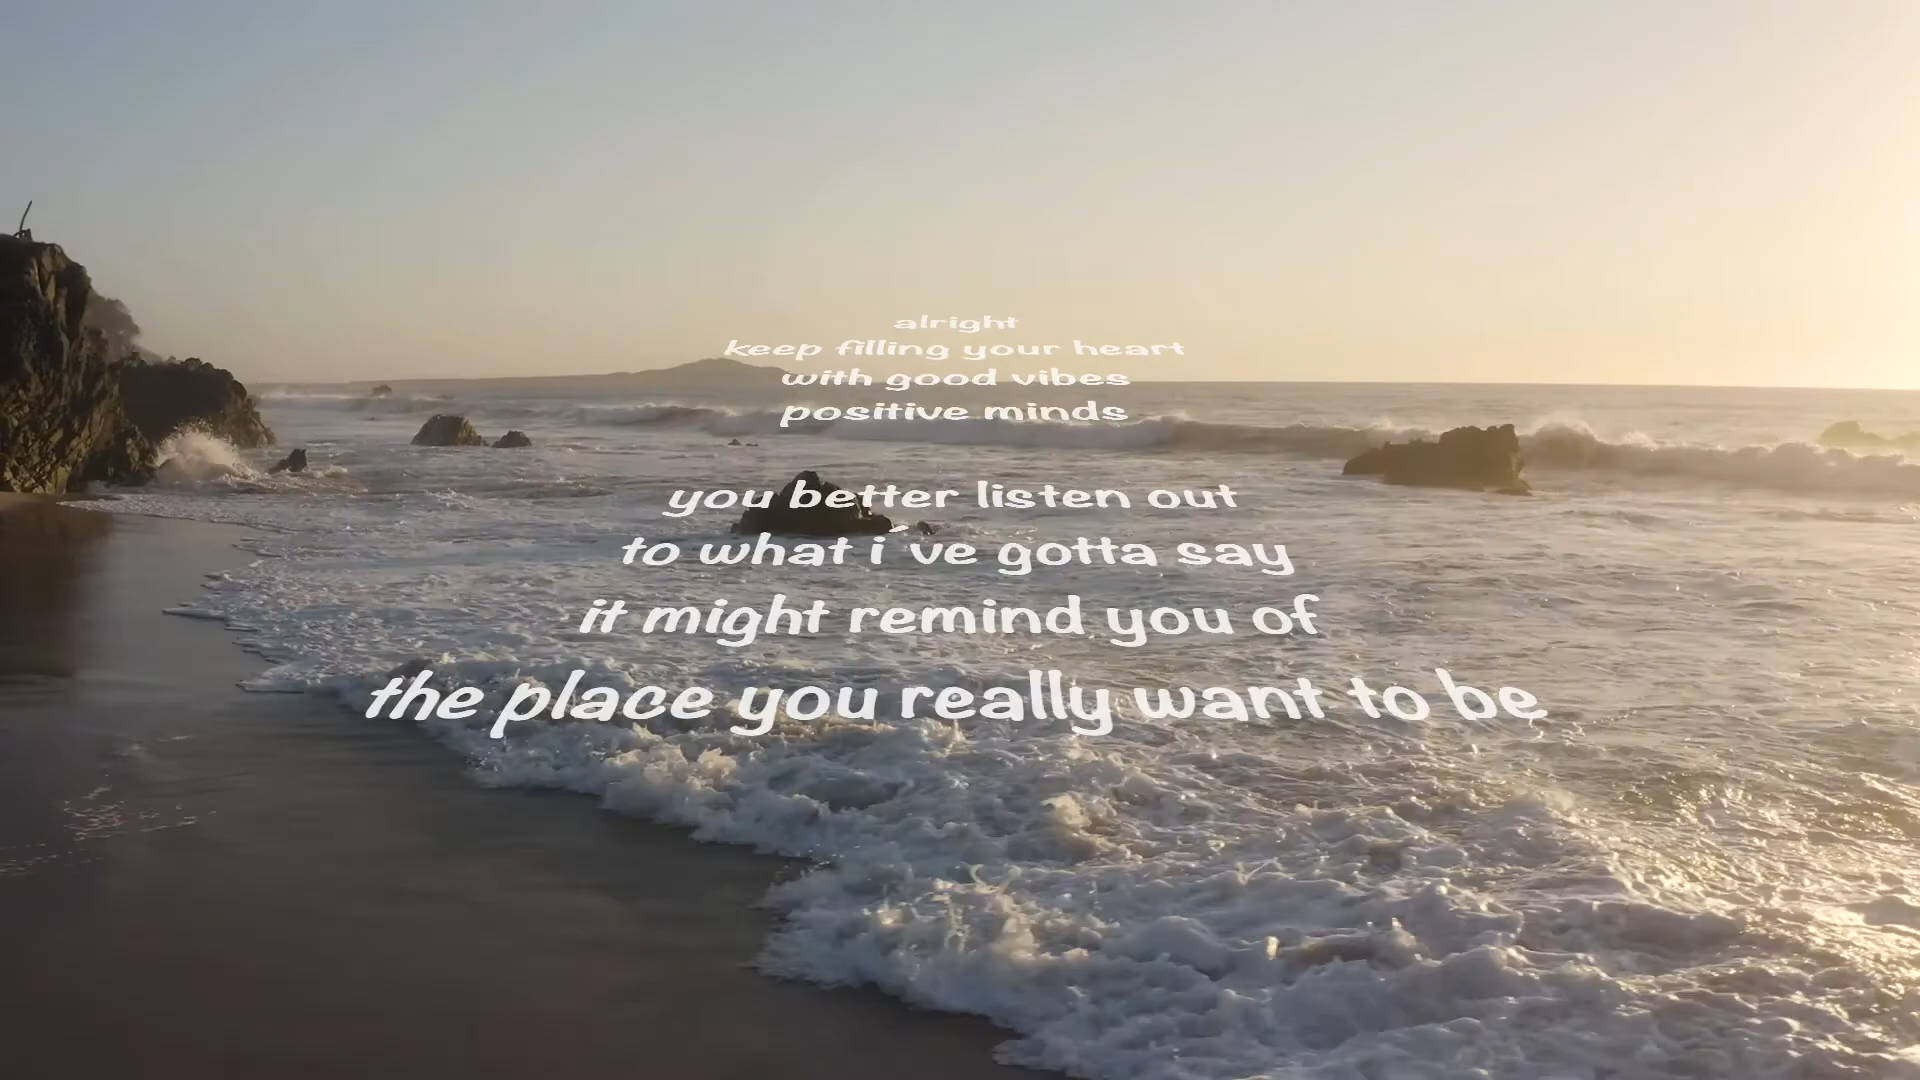 alright
keep filling your heart
with good vibes
positive minds
you better listen out
to what i´ve gotta say
it might remind you of
the place you really want to be